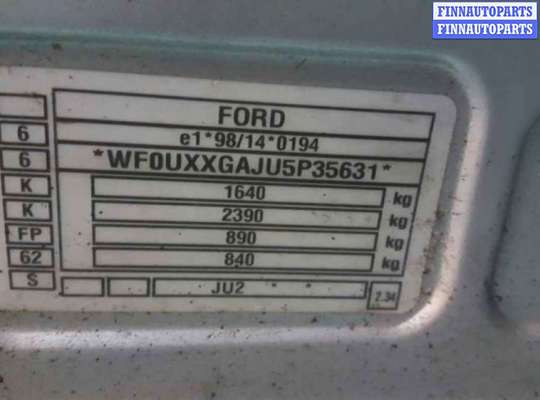 FINNAUTOPARTS
FINNAUTOPARTS
FORD
e1*98/14*0194
*WF0UXXGAJU5P35631*
6
6
K 1640 kg
K 2390 kg
FP 890 kg
62 840 kg
S
JU2 * *
2.34